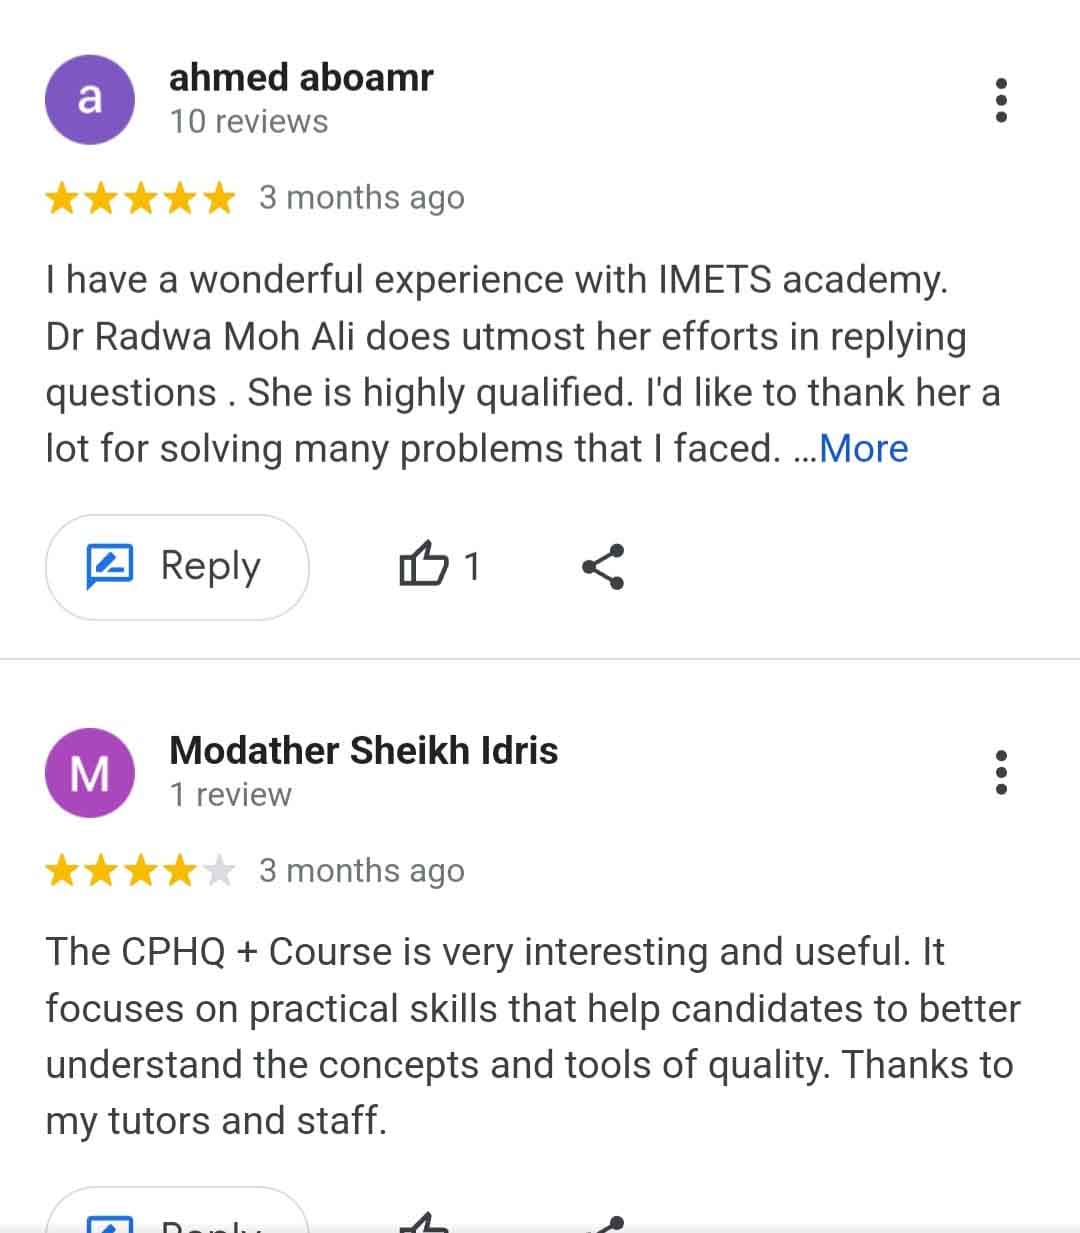 a
ahmed aboamr
10 reviews
3 months ago
I have a wonderful experience with IMETS academy.
Dr Radwa Moh Ali does utmost her efforts in replying
questions . She is highly qualified. I'd like to thank her a
lot for solving many problems that I faced. ...More
Reply
1
M
Modather Sheikh Idris
1 review
3 months ago
The CPHQ + Course is very interesting and useful. It
focuses on practical skills that help candidates to better
understand the concepts and tools of quality. Thanks to
my tutors and staff.
Reply